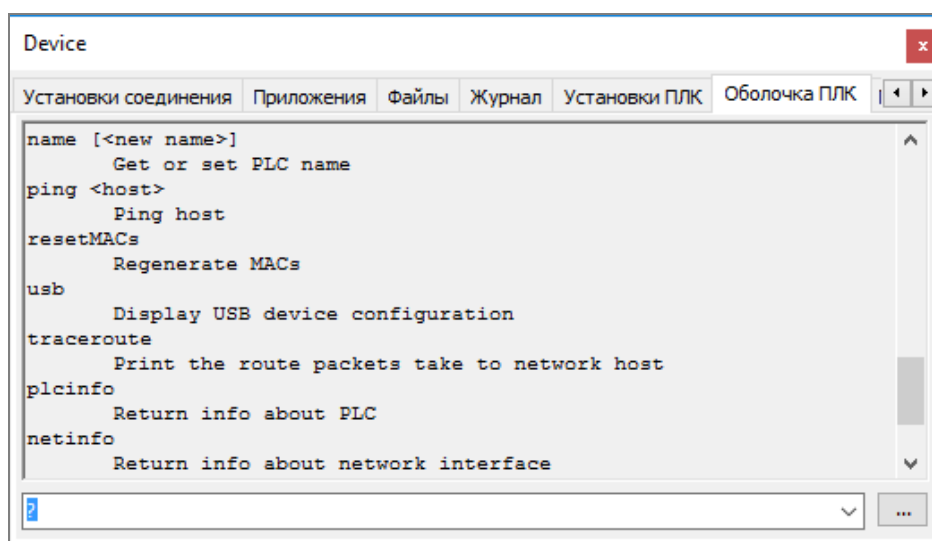 Device
x
Установки соединения Приложения Файлы Журнал Установки ПЛК Оболочка ПЛК
name [<new name>]
Get or set PLC name
ping <host>
Ping host
resetMACs
Regenerate MACs
usb
Display USB device configuration
traceroute
Print the route packets take to network host
plcinfo
Return info about PLC
netinfo
Return info about network interface
?
...